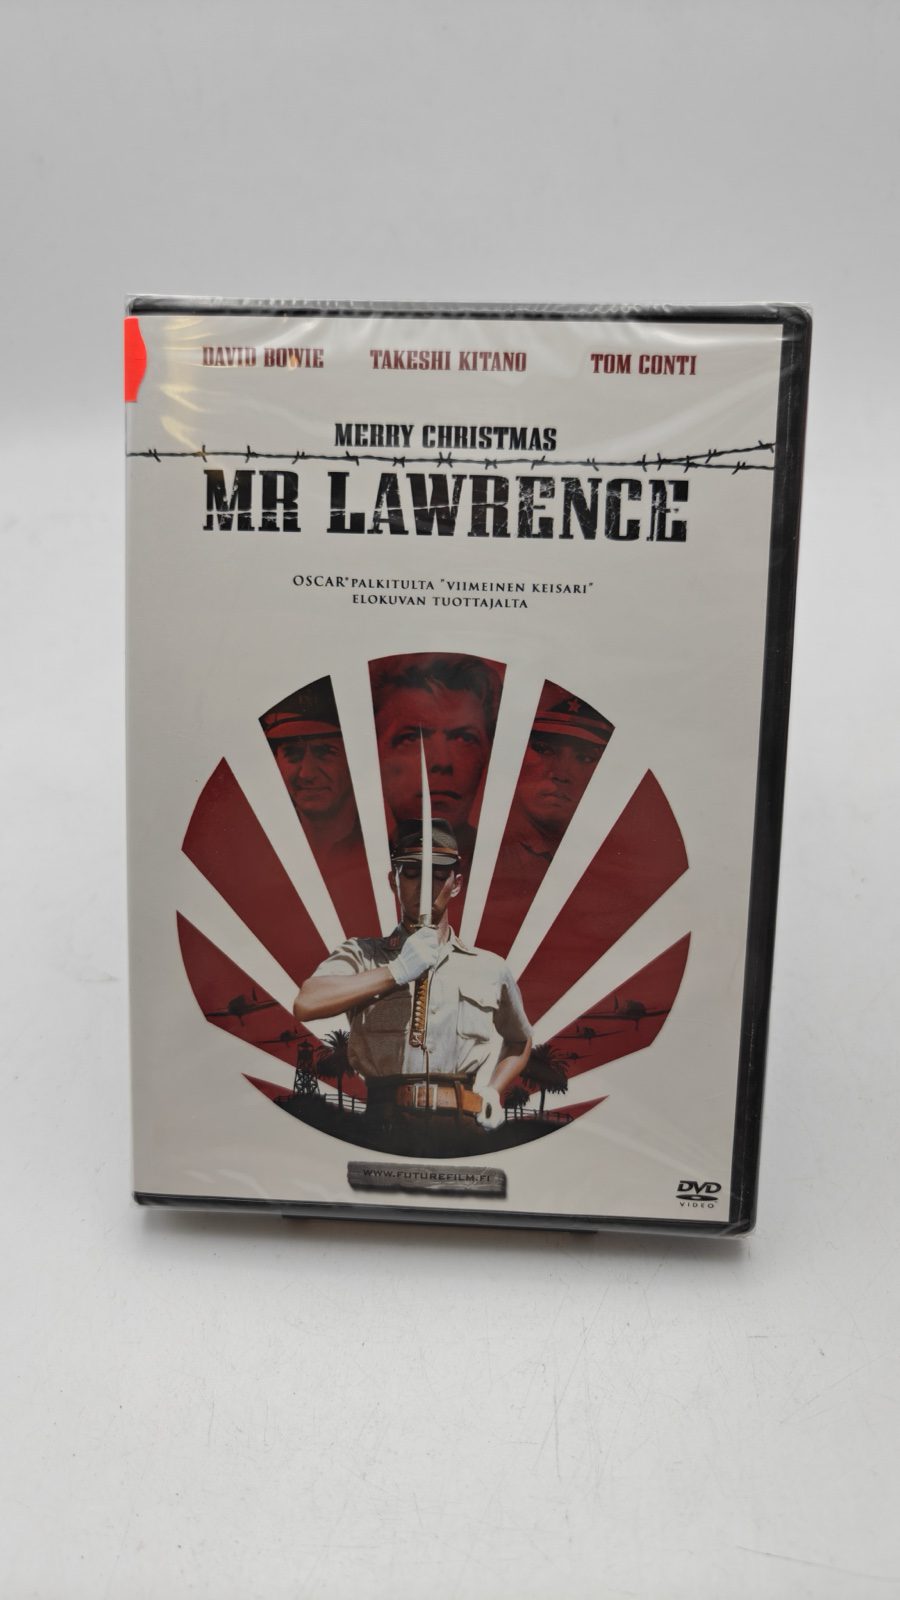 DAVID BOWIE TAKESHI KITANO TOM CONTI
MERRY CHRISTMAS
MR LAWRENCE
OSCAR® PALKITULTA "VIIMEINEN KEISARI"
ELOKUVAN TUOTTAJALTA
WWW.FUTUREFILM.FI
DVD
VIDEO